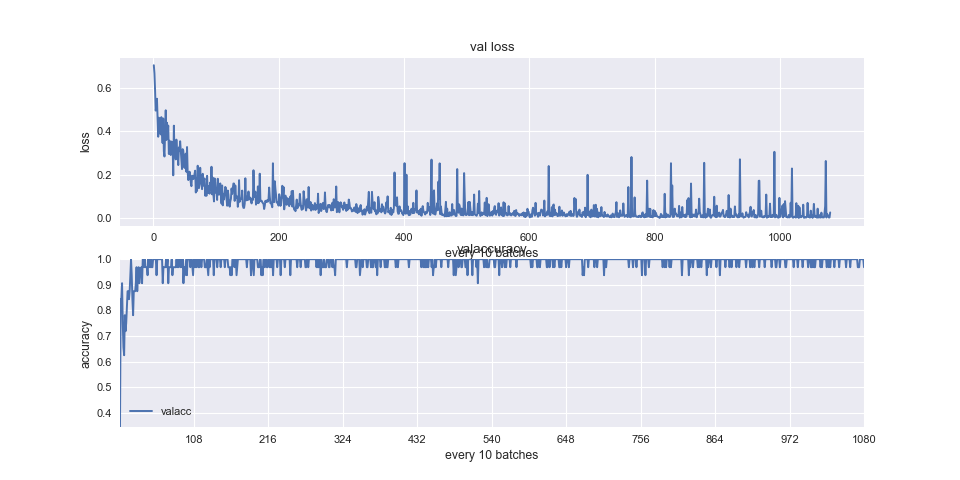 val loss
loss
0.6
0.4
0.2
0.0
0 200 400 600 800 1000
every 10 batches
valaccuracy
accuracy
1.0
0.9
0.8
0.7
0.6
0.5
0.4
valacc
108 216 324 432 540 648 756 864 972 1080
every 10 batches